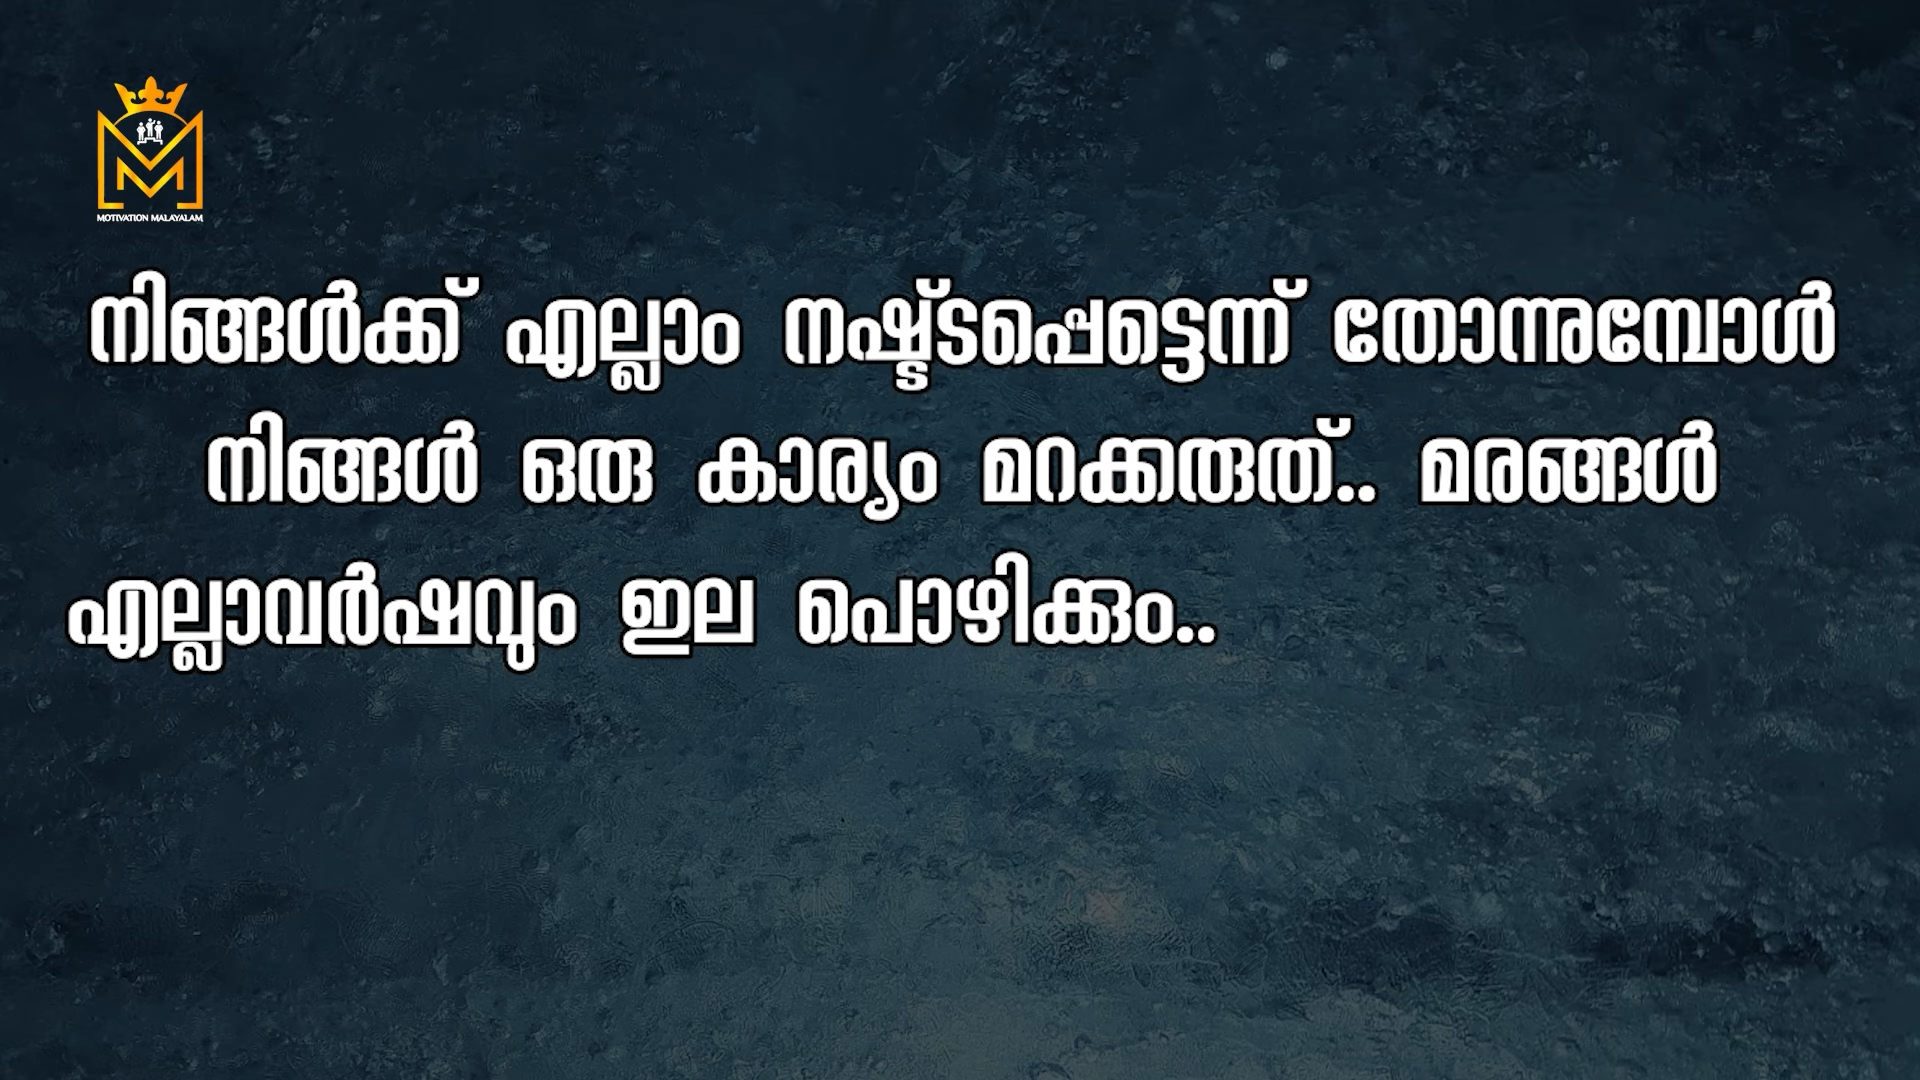 MOTIVATION MALAYALAM
നിങ്ങൾക്ക് എല്ലാം നഷ്ട്ടപ്പെട്ടെന്ന് തോന്നുമ്പോൾ
നിങ്ങൾ ഒരു കാര്യം മറക്കരുത്.. മരങ്ങൾ
എല്ലാവർഷവും ഇല പൊഴിക്കും..